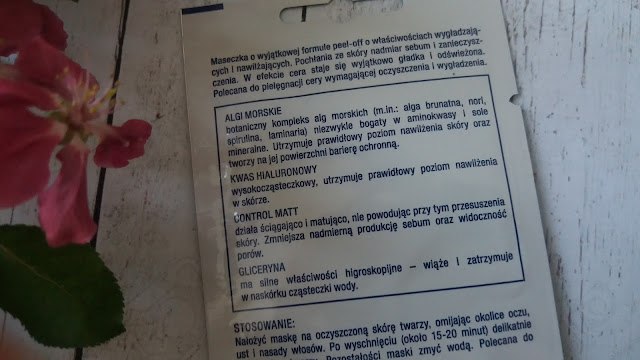 Maseczka o wyjątkowej formule peel-off o właściwościach wygładzają-
cych i nawilżających. Pochłania ze skóry nadmiar sebum i zanieczysz-
czenia. W efekcie cera staje się wyjątkowo gładka i odświeżona.
Polecana do pielęgnacji cery wymagającej oczyszczenia i wygładzenia.
ALGI MORSKIE
botaniczny kompleks alg morskich (m.in.: alga brunatna, nori,
spirulina, laminaria) niezwykle bogaty w aminokwasy i sole
mineralne. Utrzymuje prawidłowy poziom nawilżenia skóry oraz
tworzy na jej powierzchni barierę ochronną.
KWAS HIALURONOWY
wysokocząsteczkowy, utrzymuje prawidłowy poziom nawilżenia
w skórze.
CONTROL MATT
działa ściągająco i matująco, nie powodując przy tym przesuszenia
skóry. Zmniejsza nadmierną produkcję sebum oraz widoczność
porów.
GLICERYNA
ma silne właściwości higroskopijne – wiąże i zatrzymuje
w naskórku cząsteczki wody.
STOSOWANIE:
Nałożyć maskę na oczyszczoną skórę twarzy, omijając okolice oczu,
ust i nasady włosów. Po wyschnięciu (około 15-20 minut) delikatnie
Pozostałości maski zmyć wodą. Polecana do